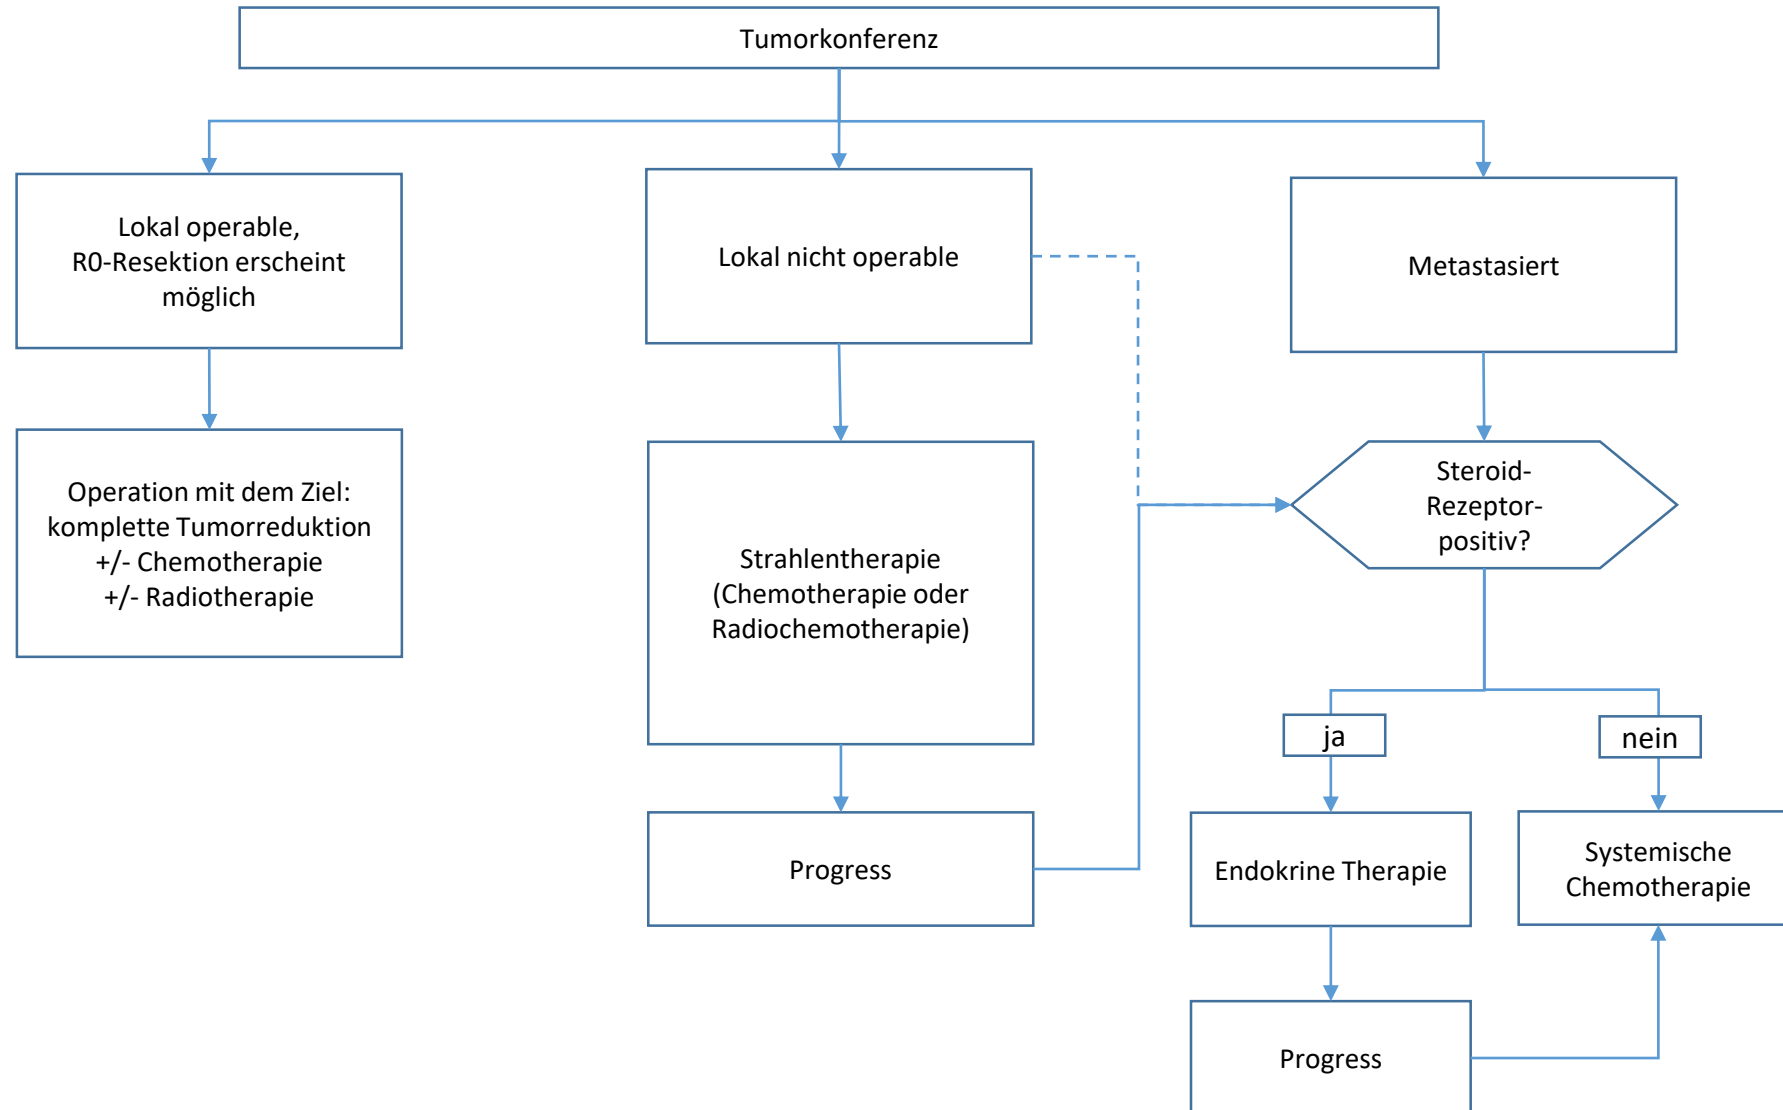 Tumorkonferenz
Lokal operable,
R0-Resektion erscheint
möglich
Lokal nicht operable
Metastasiert
Operation mit dem Ziel:
komplette Tumorreduktion
+/- Chemotherapie
+/- Radiotherapie
Strahlentherapie
(Chemotherapie oder
Radiochemotherapie)
Steroid-
Rezeptor-
positiv?
ja
nein
Progress
Endokrine Therapie
Systemische
Chemotherapie
Progress